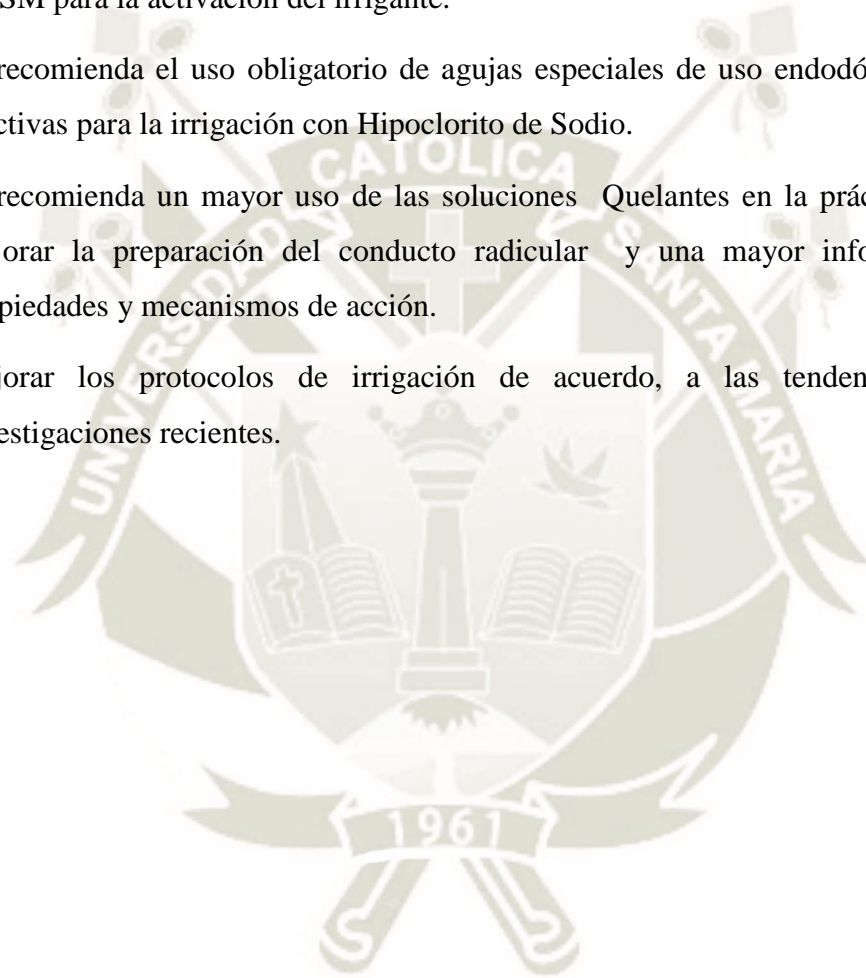 SM para la activación del irrigante.
recomienda el uso obligatorio de agujas especiales de uso endodó
ctivas para la irrigación con Hipoclorito de Sodio.
recomienda un mayor uso de las soluciones Quelantes en la prác
orar la preparación del conducto radicular y una mayor info
piedades y mecanismos de acción.
jorar los protocolos de irrigación de acuerdo, a las tenden
estigaciones recientes.
UNIVERSIDAD CATOLICA SANTA MARIA
1961